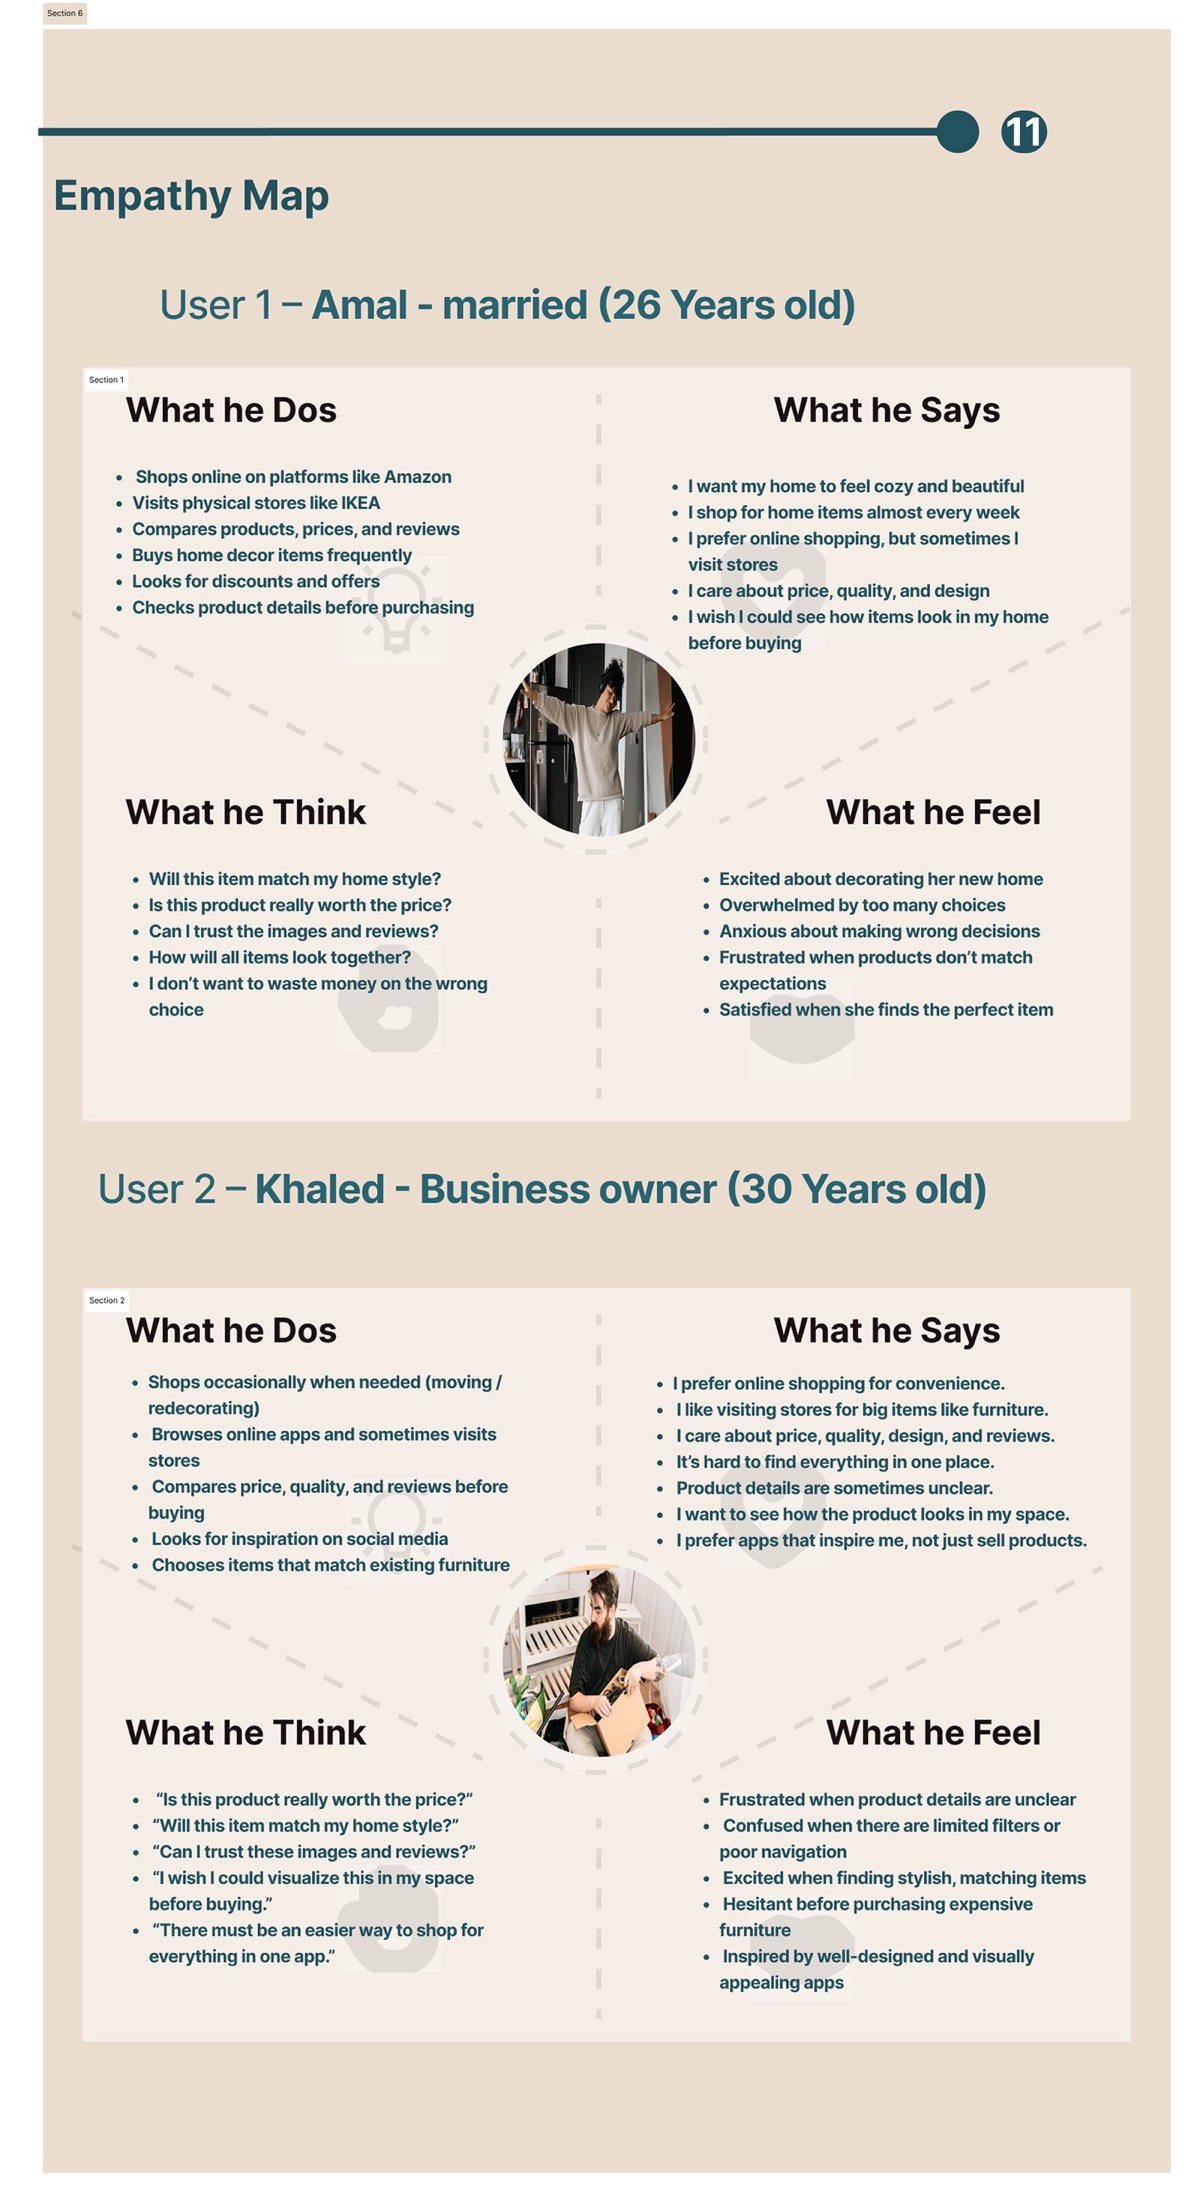 Section 6
11
Empathy Map
User 1 – Amal - married (26 Years old)
Section 1
What he Dos
• Shops online on platforms like Amazon
• Visits physical stores like IKEA
• Compares products, prices, and reviews
• Buys home decor items frequently
• Looks for discounts and offers
• Checks product details before purchasing
What he Says
• I want my home to feel cozy and beautiful
• I shop for home items almost every week
• I prefer online shopping, but sometimes I
visit stores
• I care about price, quality, and design
• I wish I could see how items look in my home
before buying
What he Think
• Will this item match my home style?
• Is this product really worth the price?
• Can I trust the images and reviews?
• How will all items look together?
• I don’t want to waste money on the wrong
choice
What he Feel
• Excited about decorating her new home
• Overwhelmed by too many choices
• Anxious about making wrong decisions
• Frustrated when products don’t match
expectations
• Satisfied when she finds the perfect item
User 2 – Khaled - Business owner (30 Years old)
Section 2
What he Dos
• Shops occasionally when needed (moving /
redecorating)
• Browses online apps and sometimes visits
stores
• Compares price, quality, and reviews before
buying
• Looks for inspiration on social media
• Chooses items that match existing furniture
What he Says
• I prefer online shopping for convenience.
• I like visiting stores for big items like furniture.
• I care about price, quality, design, and reviews.
• It’s hard to find everything in one place.
• Product details are sometimes unclear.
• I want to see how the product looks in my space.
• I prefer apps that inspire me, not just sell products.
What he Think
• “Is this product really worth the price?”
• “Will this item match my home style?”
• “Can I trust these images and reviews?”
• “I wish I could visualize this in my space
before buying.”
• “There must be an easier way to shop for
everything in one app.”
What he Feel
• Frustrated when product details are unclear
• Confused when there are limited filters or
poor navigation
• Excited when finding stylish, matching items
• Hesitant before purchasing expensive
furniture
• Inspired by well-designed and visually
appealing apps